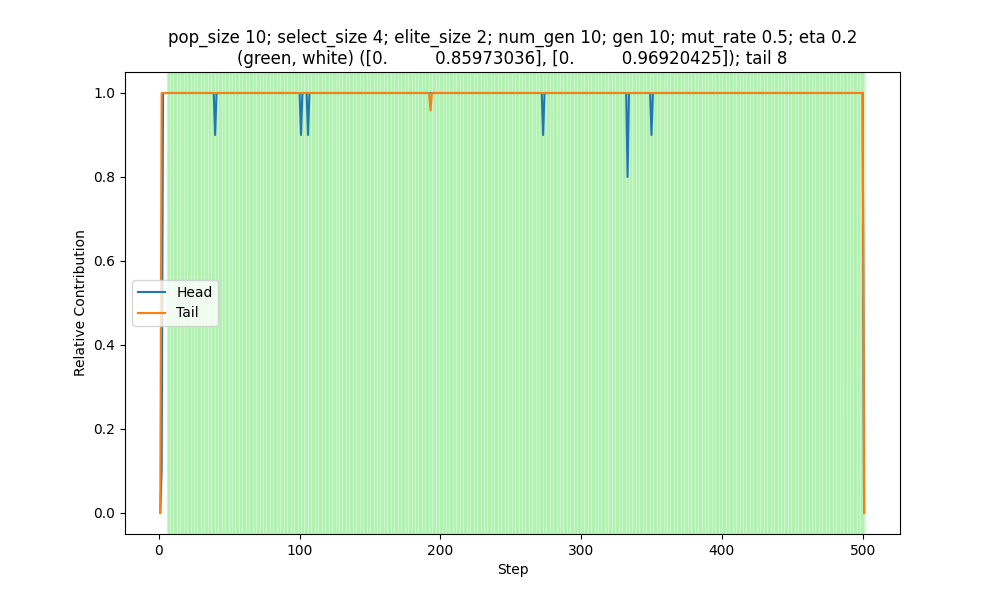 pop_size 10; select_size 4; elite_size 2; num_gen 10; gen 10; mut_rate 0.5; eta 0.2
(green, white) ([0.         0.85973036], [0.         0.96920425]); tail 8
1.0
0.8
0.6
0.4
0.2
0.0
Relative Contribution
Head
Tail
0
100
200
300
400
500
Step